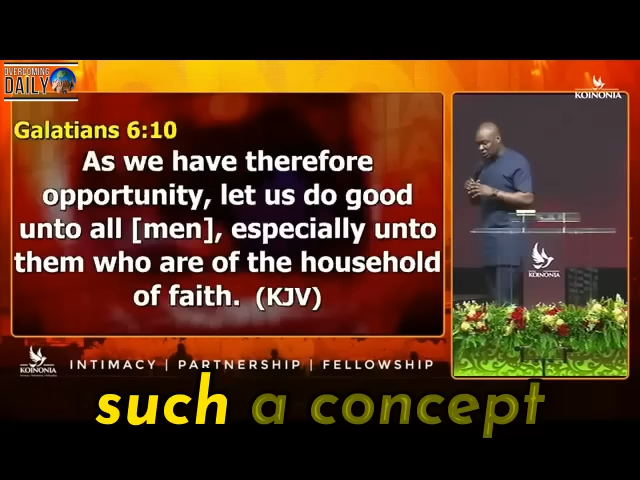 OVERCOMING
DAILY
KOINONIA
Galatians 6:10
As we have therefore
opportunity, let us do good
unto all [men], especially unto
them who are of the household
of faith. (KJV)
KOINONIA
KOINONIA
INTIMACY | PARTNERSHIP | FELLOWSHIP
such a concept